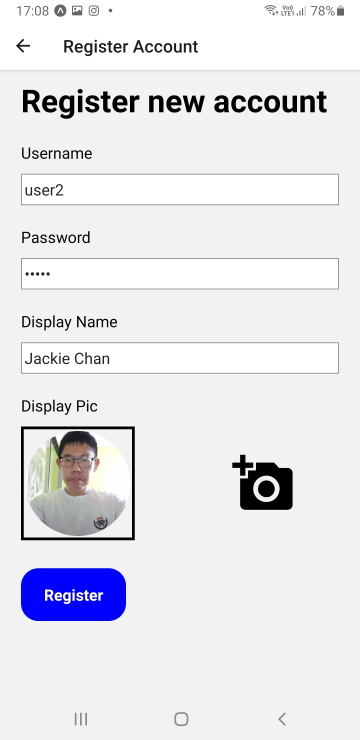 17:08
Vo)) LTE1 78%
Register Account
Register new account
Username
user2
Password
•••••
Display Name
Jackie Chan
Display Pic
Register